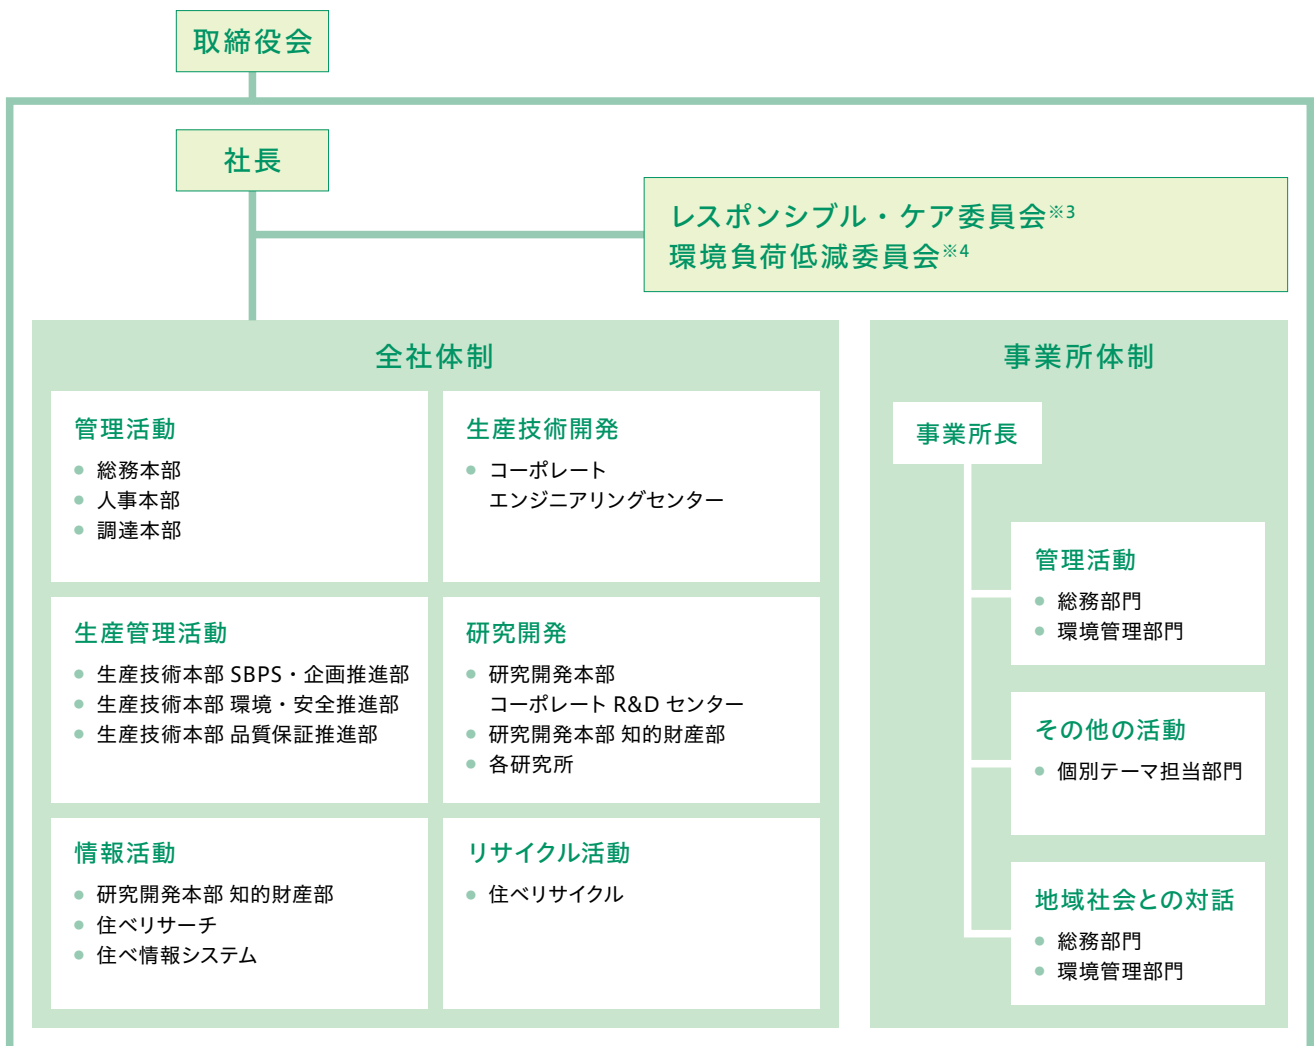 取締役会
社長
レスポンシブル・ケア委員会※3
環境負荷低減委員会※4
全社体制
管理活動
● 総務本部
● 人事本部
● 調達本部
生産技術開発
● コーポレート
エンジニアリングセンター
生産管理活動
● 生産技術本部 SBPS・企画推進部
● 生産技術本部 環境・安全推進部
● 生産技術本部 品質保証推進部
研究開発
● 研究開発本部
コーポレート R&D センター
● 研究開発本部 知的財産部
● 各研究所
情報活動
● 研究開発本部 知的財産部
● 住べリサーチ
● 住べ情報システム
リサイクル活動
● 住べリサイクル
事業所体制
事業所長
管理活動
● 総務部門
● 環境管理部門
その他の活動
● 個別テーマ担当部門
地域社会との対話
● 総務部門
● 環境管理部門